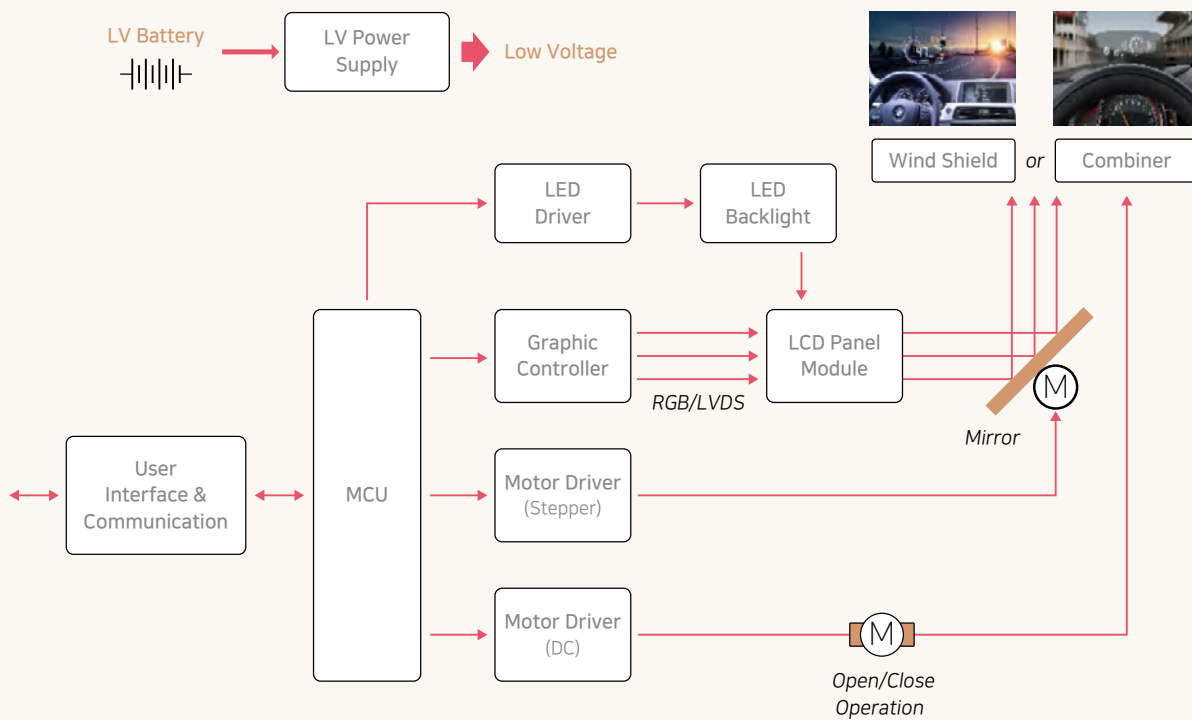 LV Battery
LV Power
Supply
Low Voltage
Wind Shield
or
Combiner
LED
Driver
LED
Backlight
Graphic
Controller
RGB/LVDS
LCD Panel
Module
M
Mirror
User
Interface &
Communication
MCU
Motor Driver
(Stepper)
Motor Driver
(DC)
M
Open/Close
Operation